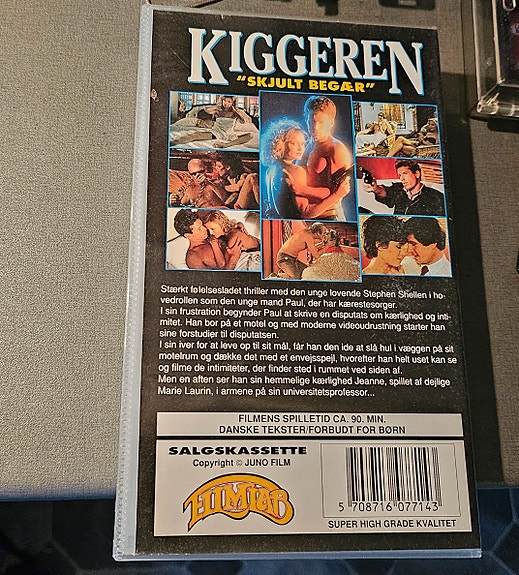 KIGGEREN
"SKJULT BEGÆR"
Stærkt følelsesladet thriller med den unge lovende Stephen Shellen i ho-
vedrollen som den unge mand Paul, der har kærestesorger.
I sin frustration begynder Paul at skrive en disputats om kærlighed og inti-
mitet. Han bor på et motel og med moderne videoudrustning starter han
sine forstudier til disputatsen.
I sin iver for at leve op til sit mål, får han den ide at slå hul i væggen på sit
motelrum og dække det med et envejsspejl, hvorefter han helt uset kan se
og filme de intimiteter, der finder sted i rummet ved siden af.
Men en aften ser han sin hemmelige kærlighed Jeanne, spillet af dejlige
Marie Laurin, i armene på sin universitetsprofessor...
FILMENS SPILLETID CA. 90. MIN.
DANSKE TEKSTER/FORBUDT FOR BØRN
SALGSKASSETTE
Copyright © JUNO FILM
FILMLAB
5 708716 077143
SUPER HIGH GRADE KVALITET